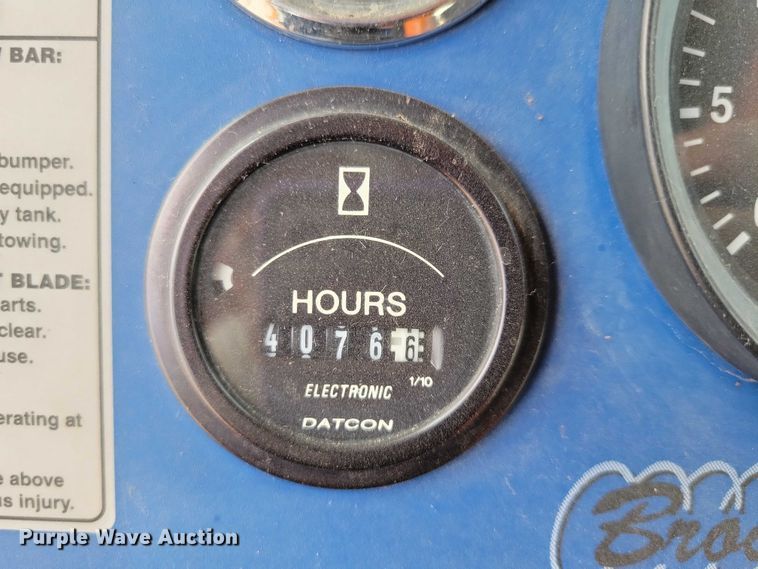 BAR:
bumper.
equipped.
y tank.
towing.
BLADE:
arts.
clear.
use.
erating at
e above
s injury.
HOURS
4 0 7 6 6
1/10
ELECTRONIC
DATCON
5
Bro
Purple Wave Auction